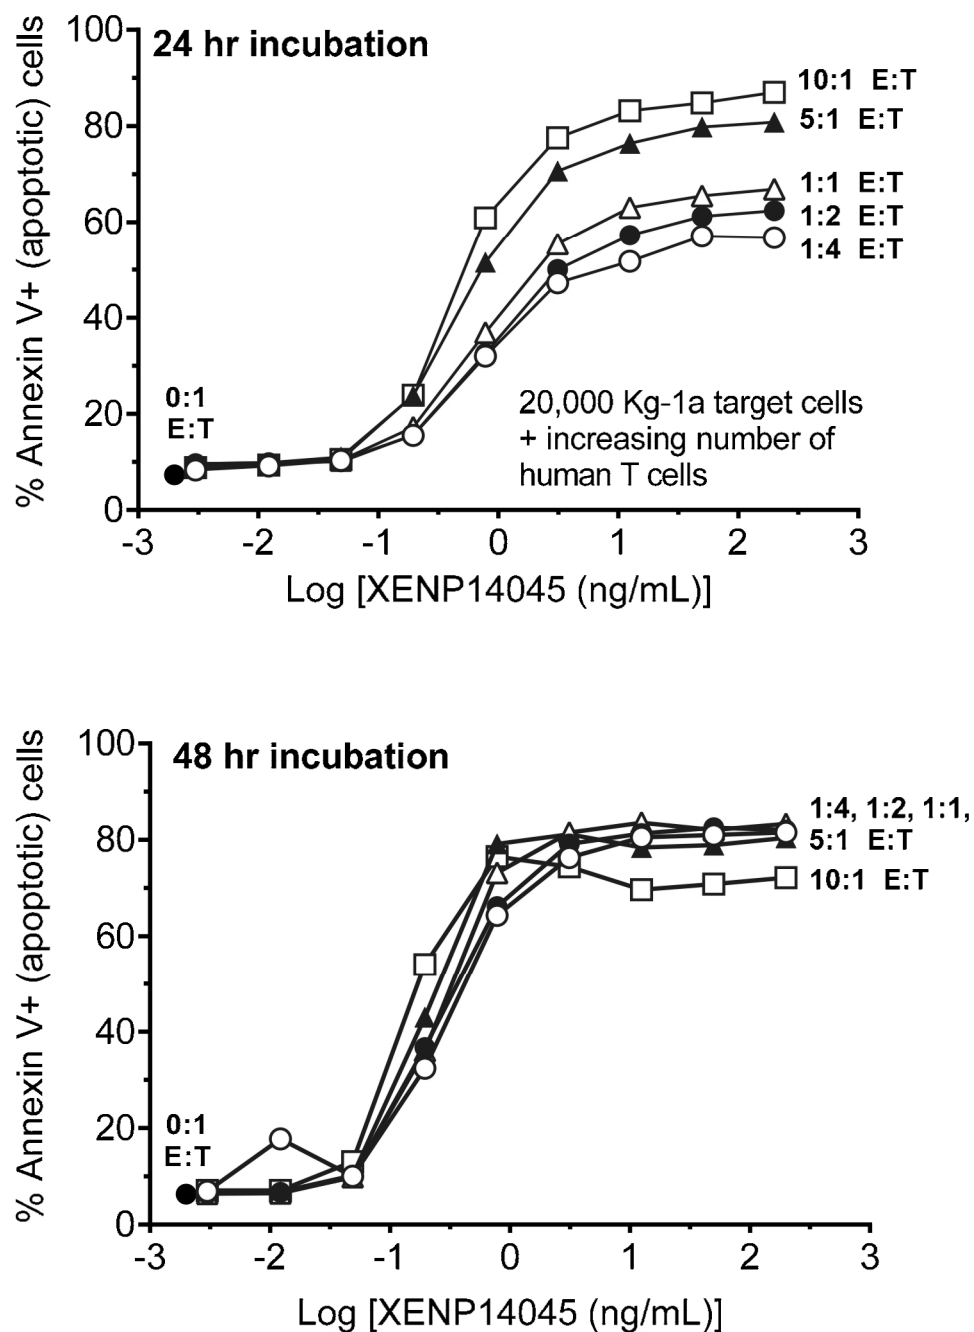 100
24 hr incubation
10:1 E:T
80
5:1 E:T
1:1 E:T
60
1:2 E:T
1:4 E:T
40
0:1
E:T
20
20,000 Kg-1a target cells
+ increasing number of
human T cells
0
-3 -2 -1 0 1 2 3
Log [XENP14045 (ng/mL)]
% Annexin V+ (apoptotic) cells
100
48 hr incubation
1:4, 1:2, 1:1,
80
5:1 E:T
10:1 E:T
60
40
0:1
20
E:T
0
-3 -2 -1 0 1 2 3
Log [XENP14045 (ng/mL)]
% Annexin V+ (apoptotic) cells